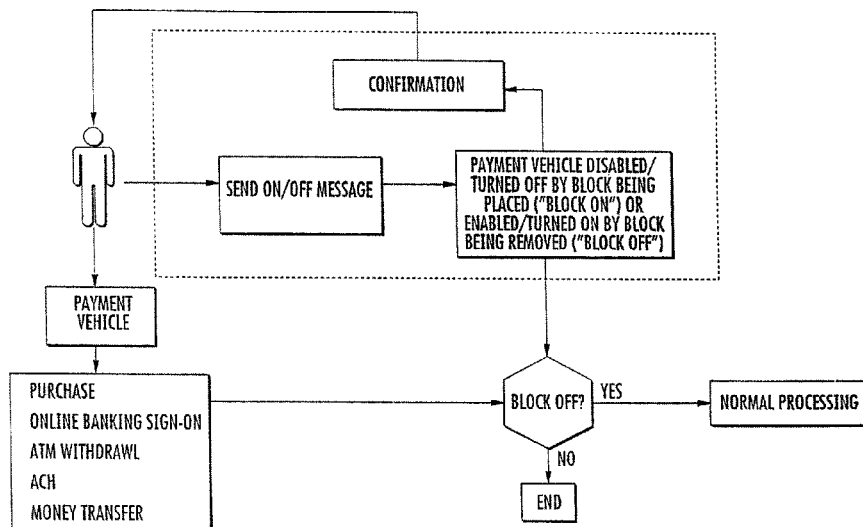 CONFIRMATION
SEND ON/OFF MESSAGE
PAYMENT VEHICLE DISABLED/
TURNED OFF BY BLOCK BEING
PLACED ("BLOCK ON") OR
ENABLED/TURNED ON BY BLOCK
BEING REMOVED ("BLOCK OFF")
PAYMENT
VEHICLE
PURCHASE
ONLINE BANKING SIGN-ON
ATM WITHDRAWL
ACH
MONEY TRANSFER
BLOCK OFF?
YES
NORMAL PROCESSING
NO
END